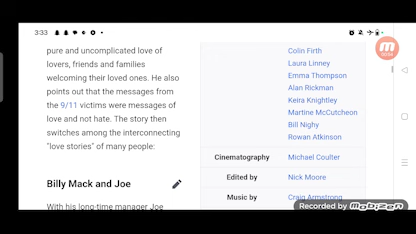 3:33
pure and uncomplicated love of
lovers, friends and families
welcoming their loved ones. He also
points out that the messages from
the 9/11 victims were messages of
love and not hate. The story then
switches among the interconnecting
"love stories" of many people:
Billy Mack and Joe
With his long-time manager Joe
Colin Firth
Laura Linney
Emma Thompson
Alan Rickman
Keira Knightley
Martine McCutcheon
Bill Nighy
Rowan Atkinson
Cinematography Michael Coulter
Edited by Nick Moore
Music by Craig Armstrong
Recorded by Mobizen